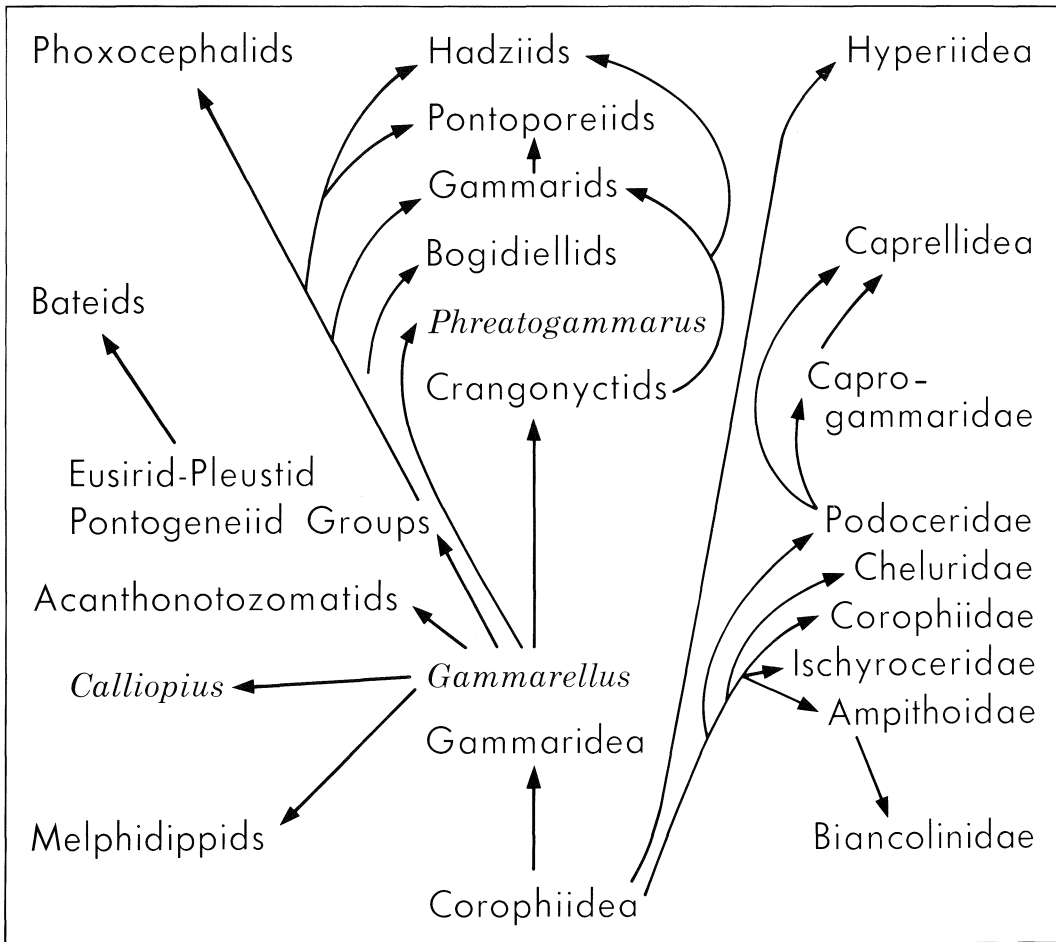 Phoxocephalids
Hadziids
Hyperiidea
Pontoporeiids
Gammarids
Caprellidea
Bogidiellids
Bateids
Phreatogammarus
Crangonyctids
Capro-
gammaridae
Eusirid-Pleustid
Pontogeneiid Groups
Podoceridae
Cheluridae
Acanthonotozomatids
Corophiidae
Ischyroceridae
Calliopius
Gammarellus
Ampithoidae
Gammaridea
Melphidippids
Biancolinidae
Corophiidea